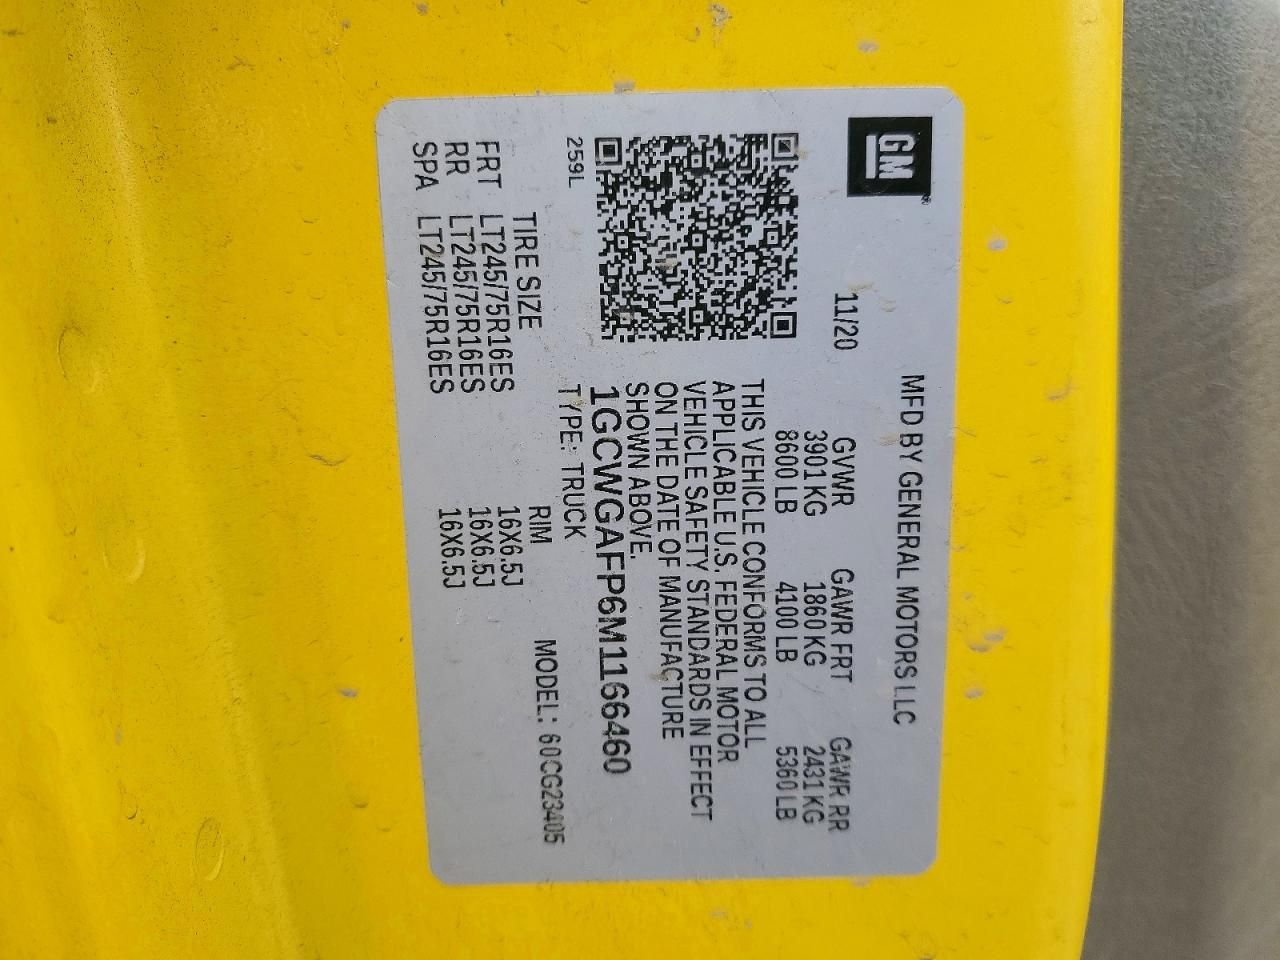 GM
MFD BY GENERAL MOTORS LLC
11/20 GVWR GAWR FRT GAWR RR
3901 KG 1860 KG 2431 KG
8600 LB 4100 LB 5360 LB
THIS VEHICLE CONFORMS TO ALL
APPLICABLE U.S. FEDERAL MOTOR
VEHICLE SAFETY STANDARDS IN EFFECT
ON THE DATE OF MANUFACTURE
SHOWN ABOVE.
1GCWGAFP6M1166460
259L TYPE: TRUCK MODEL: 60CG23405
TIRE SIZE RIM
FRT LT245/75R16ES 16X6.5J
RR LT245/75R16ES 16X6.5J
SPA LT245/75R16ES 16X6.5J